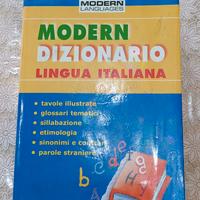 MODERN
LANGUAGES
MODERN
DIZIONARIO
LINGUA ITALIANA
• tavole illustrate
• glossari tematici
• sillabazione
• etimologia
• sinonimi e contrari
• parole straniere
b
c
d
e